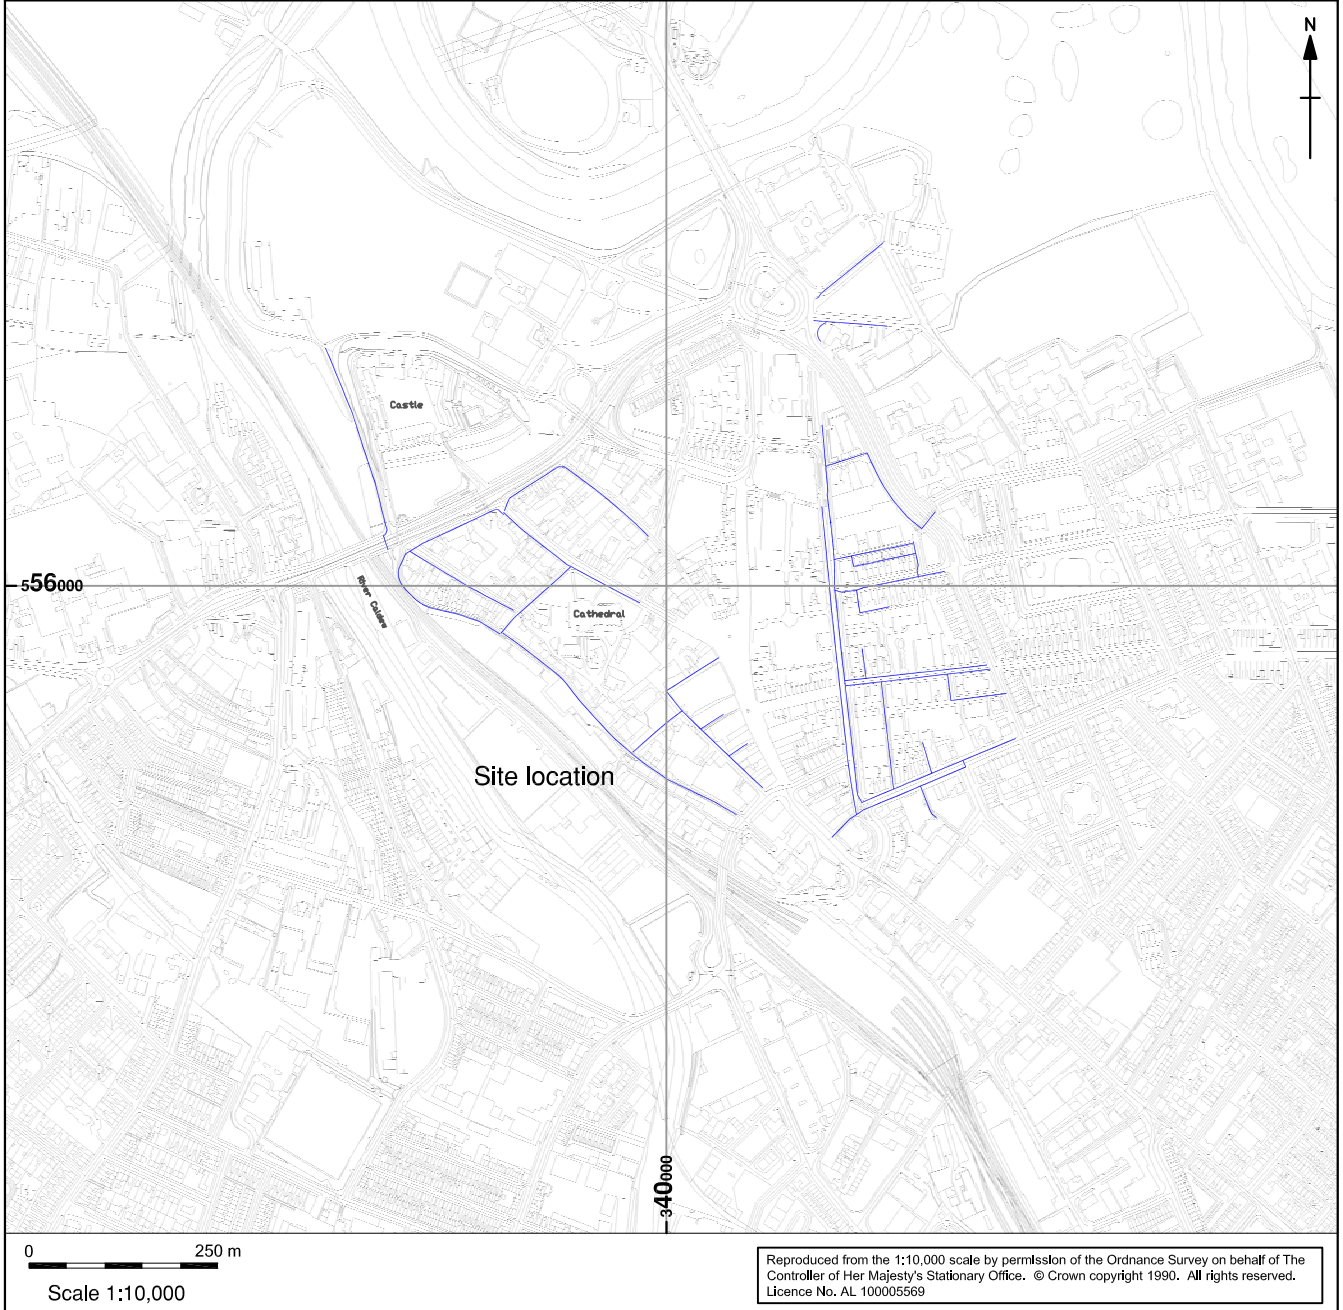 N
Castle
556000
River Caldew
Cathedral
Site location
340000
0 250 m
Scale 1:10,000
Reproduced from the 1:10,000 scale by permission of the Ordnance Survey on behalf of The
Controller of Her Majesty's Stationary Office. © Crown copyright 1990. All rights reserved.
Licence No. AL 100005569